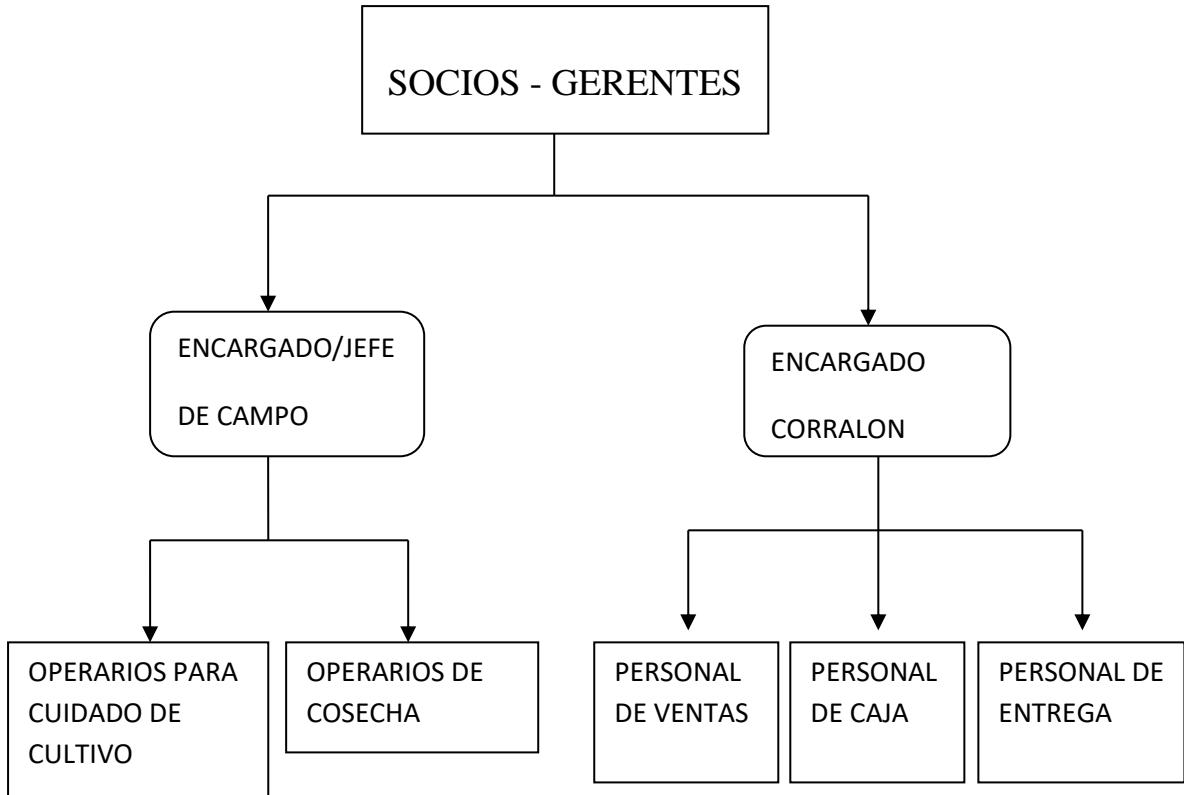 SOCIOS - GERENTES
ENCARGADO/JEFE
DE CAMPO
ENCARGADO
CORRALON
OPERARIOS PARA
CUIDADO DE
CULTIVO
OPERARIOS DE
COSECHA
PERSONAL
DE VENTAS
PERSONAL
DE CAJA
PERSONAL DE
ENTREGA